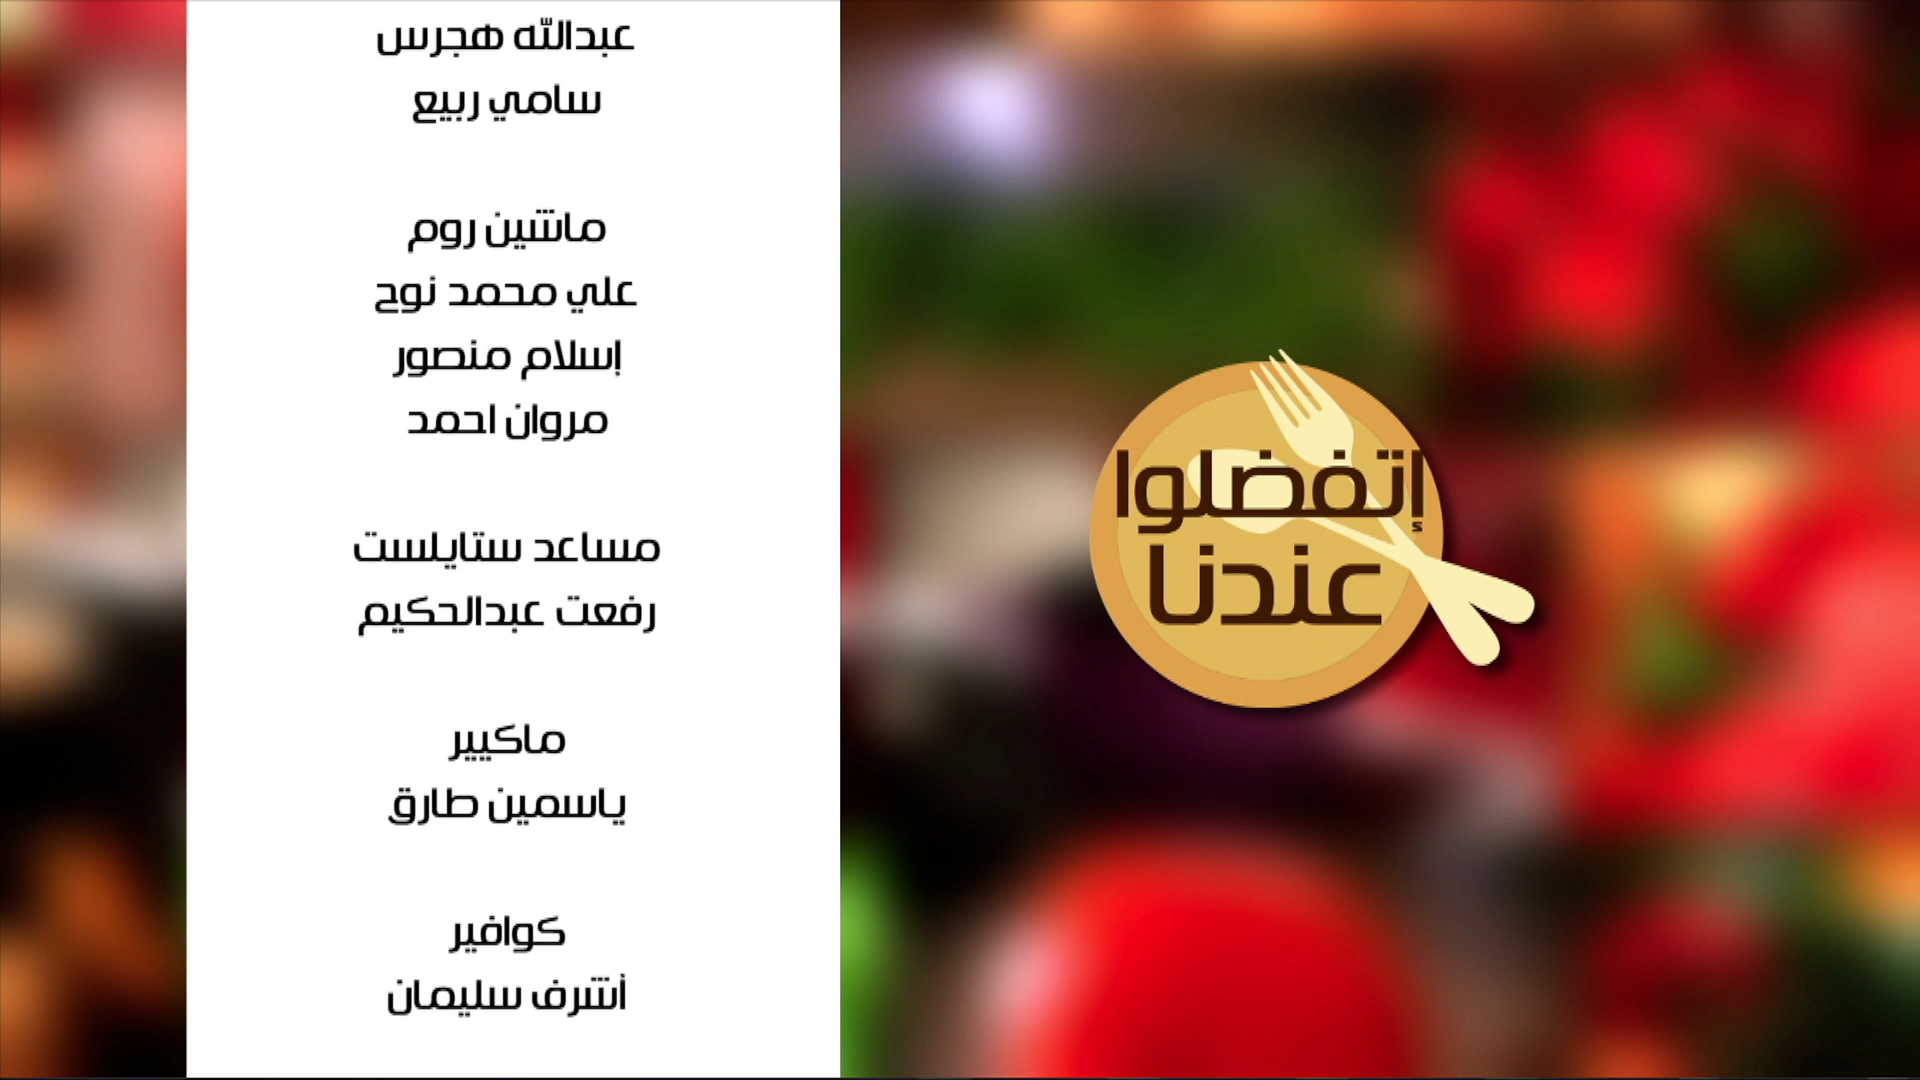 عبدالله هجرس
سامي ربيع
ماشين روم
علي محمد نوح
إسلام منصور
مروان احمد
مساعد ستايلست
رفعت عبدالحكيم
ماكيير
ياسمين طارق
كوافير
أشرف سليمان
إتفضلوا
عندنا